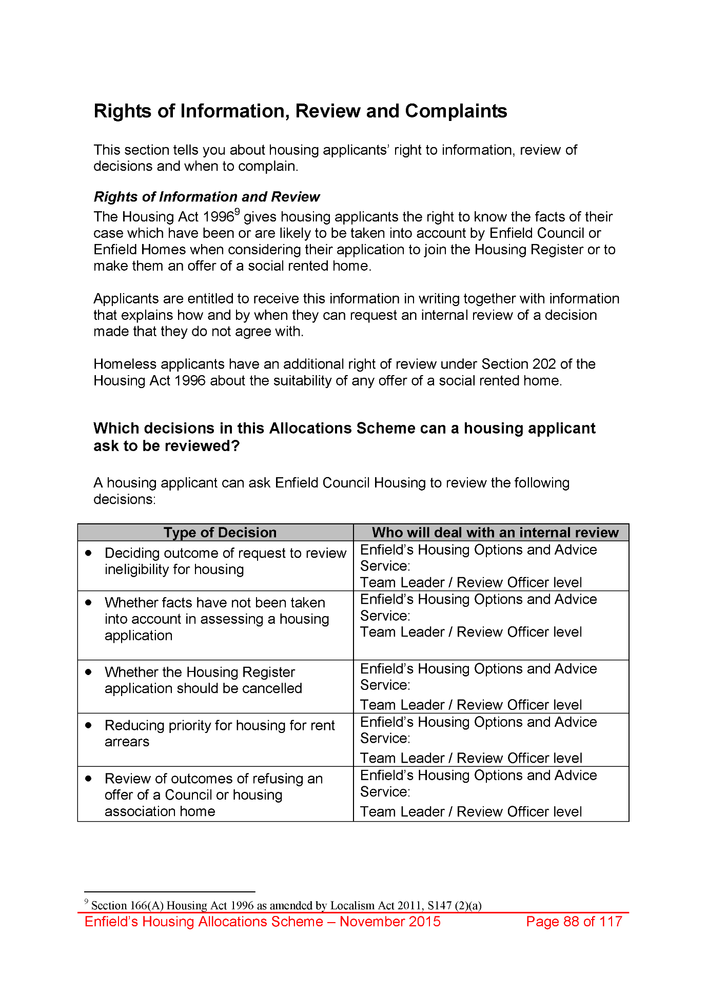 Rights of Information, Review and Complaints
This section tells you about housing applicants’ right to information, review of
decisions and when to complain.
Rights of Information and Review
The Housing Act 1996⁹ gives housing applicants the right to know the facts of their
case which have been or are likely to be taken into account by Enfield Council or
Enfield Homes when considering their application to join the Housing Register or to
make them an offer of a social rented home.
Applicants are entitled to receive this information in writing together with information
that explains how and by when they can request an internal review of a decision
made that they do not agree with.
Homeless applicants have an additional right of review under Section 202 of the
Housing Act 1996 about the suitability of any offer of a social rented home.
Which decisions in this Allocations Scheme can a housing applicant
ask to be reviewed?
A housing applicant can ask Enfield Council Housing to review the following
decisions:
Type of Decision
Who will deal with an internal review
• Deciding outcome of request to review
ineligibility for housing
Enfield’s Housing Options and Advice
Service:
Team Leader / Review Officer level
• Whether facts have not been taken
into account in assessing a housing
application
Enfield’s Housing Options and Advice
Service:
Team Leader / Review Officer level
• Whether the Housing Register
application should be cancelled
Enfield’s Housing Options and Advice
Service:
Team Leader / Review Officer level
• Reducing priority for housing for rent
arrears
Enfield’s Housing Options and Advice
Service:
Team Leader / Review Officer level
• Review of outcomes of refusing an
offer of a Council or housing
association home
Enfield’s Housing Options and Advice
Service:
Team Leader / Review Officer level
⁹ Section 166(A) Housing Act 1996 as amended by Localism Act 2011, S147 (2)(a)
Enfield’s Housing Allocations Scheme – November 2015
Page 88 of 117